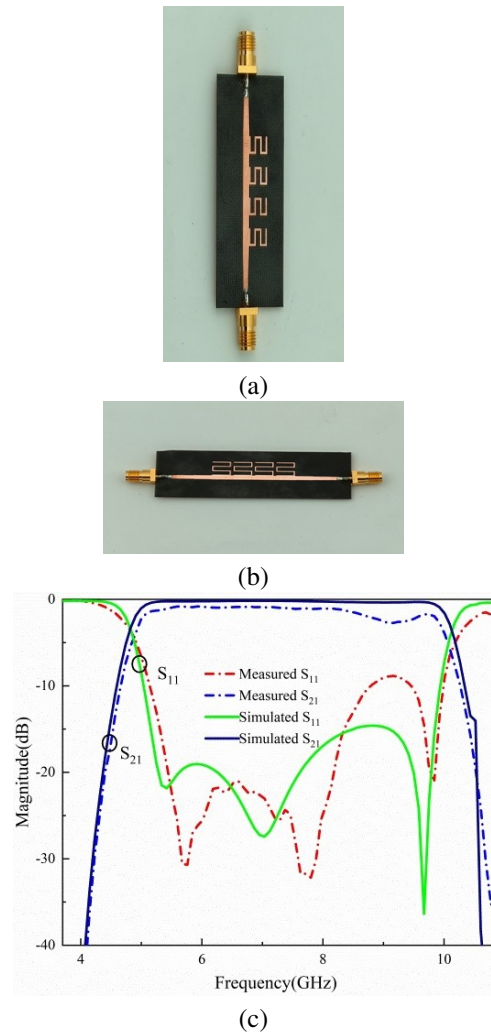 (a)
(b)
0
-10
-20
-30
-40
Magnitude(dB)
S11
S21
Measured S11
Measured S21
Simulated S11
Simulated S21
4 6 8 10
Frequency(GHz)
(c)